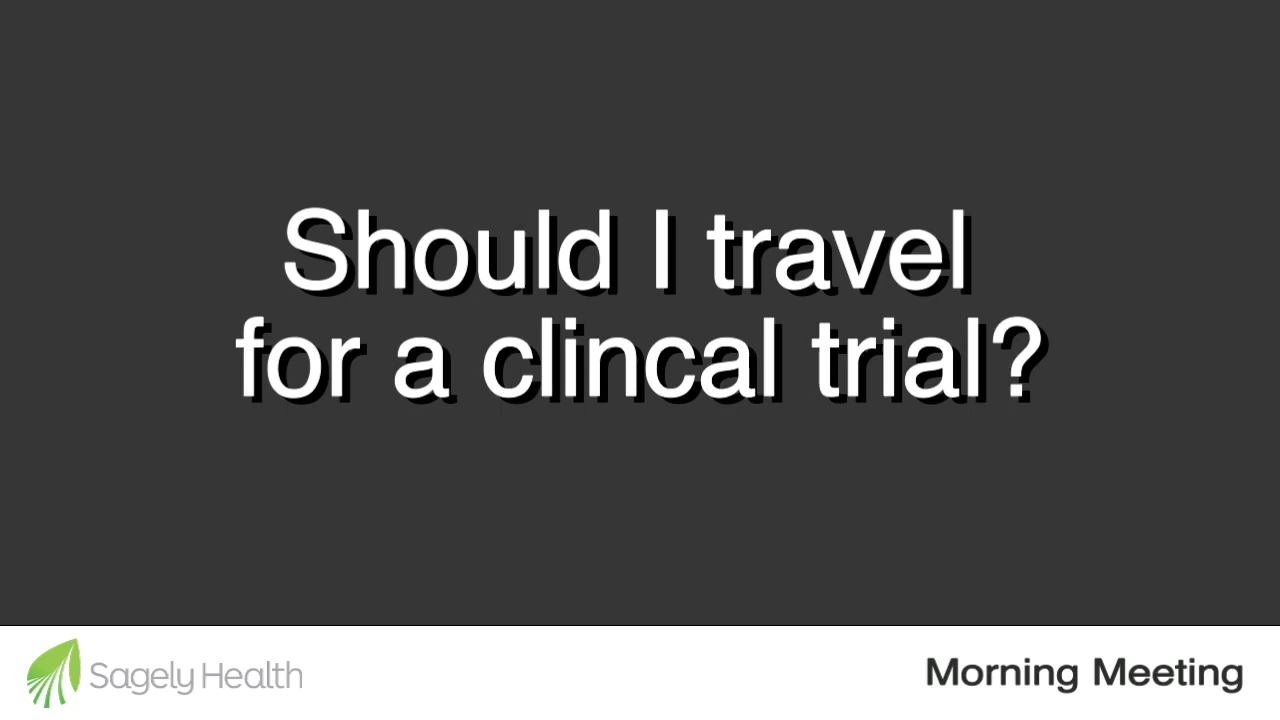 Should I travel
for a clincal trial?
Sagely Health
Morning Meeting